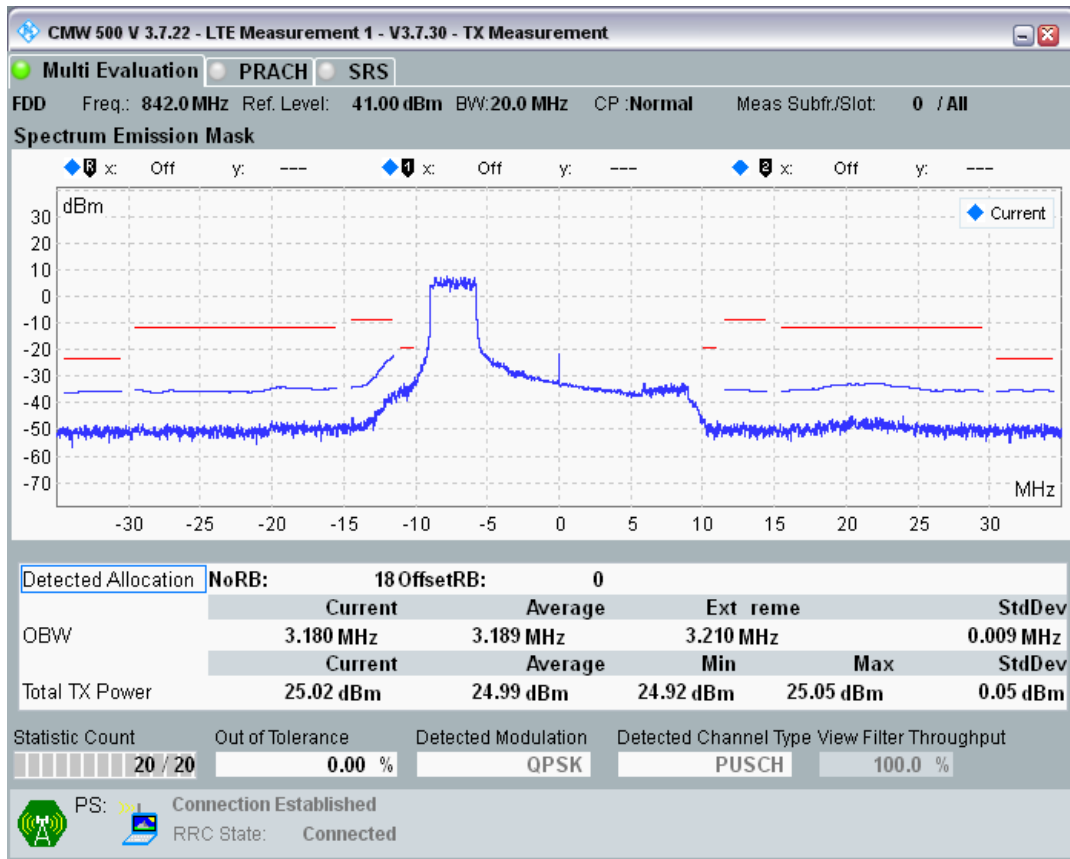 CMW 500 V 3.7.22 - LTE Measurement 1 - V3.7.30 - TX Measurement
Multi Evaluation PRACH SRS
FDD Freq.: 842.0 MHz Ref. Level: 41.00 dBm BW:20.0 MHz CP :Normal Meas Subfr./Slot: 0 / All
Spectrum Emission Mask
R x: Off y: --- 1 x: Off y: --- 2 x: Off y: ---
dBm
Current
30
20
10
0
-10
-20
-30
-40
-50
-60
-70
MHz
-30 -25 -20 -15 -10 -5 0 5 10 15 20 25 30
Detected Allocation NoRB: 18 OffsetRB: 0
Current Average Ext reme StdDev
OBW 3.180 MHz 3.189 MHz 3.210 MHz 0.009 MHz
Current Average Min Max StdDev
Total TX Power 25.02 dBm 24.99 dBm 24.92 dBm 25.05 dBm 0.05 dBm
Statistic Count Out of Tolerance Detected Modulation Detected Channel Type View Filter Throughput
20 / 20 0.00 % QPSK PUSCH 100.0 %
PS: Connection Established
RRC State: Connected